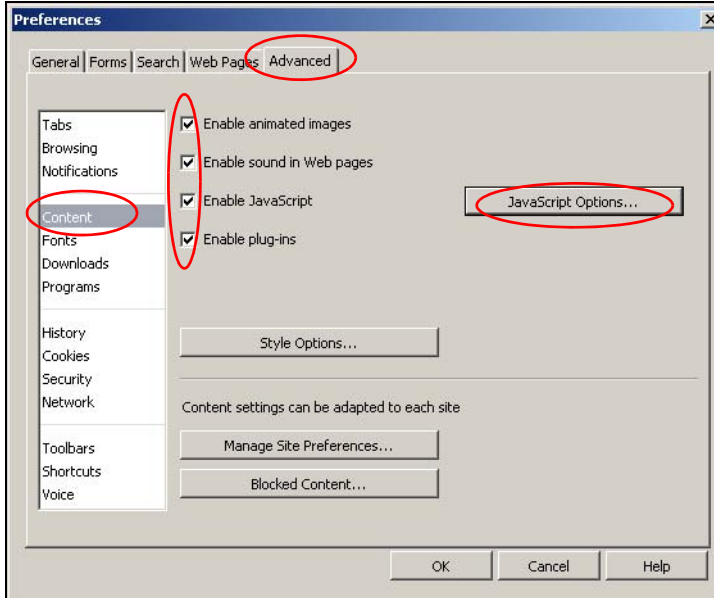 Preferences
General Forms Search Web Pages Advanced
Tabs
Browsing
Notifications
Content
Fonts
Downloads
Programs
History
Cookies
Security
Network
Toolbars
Shortcuts
Voice
Enable animated images
Enable sound in Web pages
Enable JavaScript
JavaScript Options...
Enable plug-ins
Style Options...
Content settings can be adapted to each site
Manage Site Preferences...
Blocked Content...
OK Cancel Help